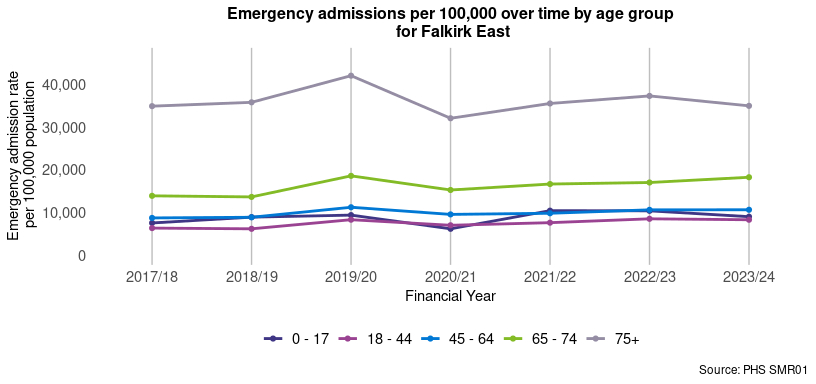 Emergency admissions per 100,000 over time by age group
for Falkirk East
Emergency admission rate
per 100,000 population
40,000
30,000
20,000
10,000
0
2017/18 2018/19 2019/20 2020/21 2021/22 2022/23 2023/24
Financial Year
0 - 17 18 - 44 45 - 64 65 - 74 75+
Source: PHS SMR01